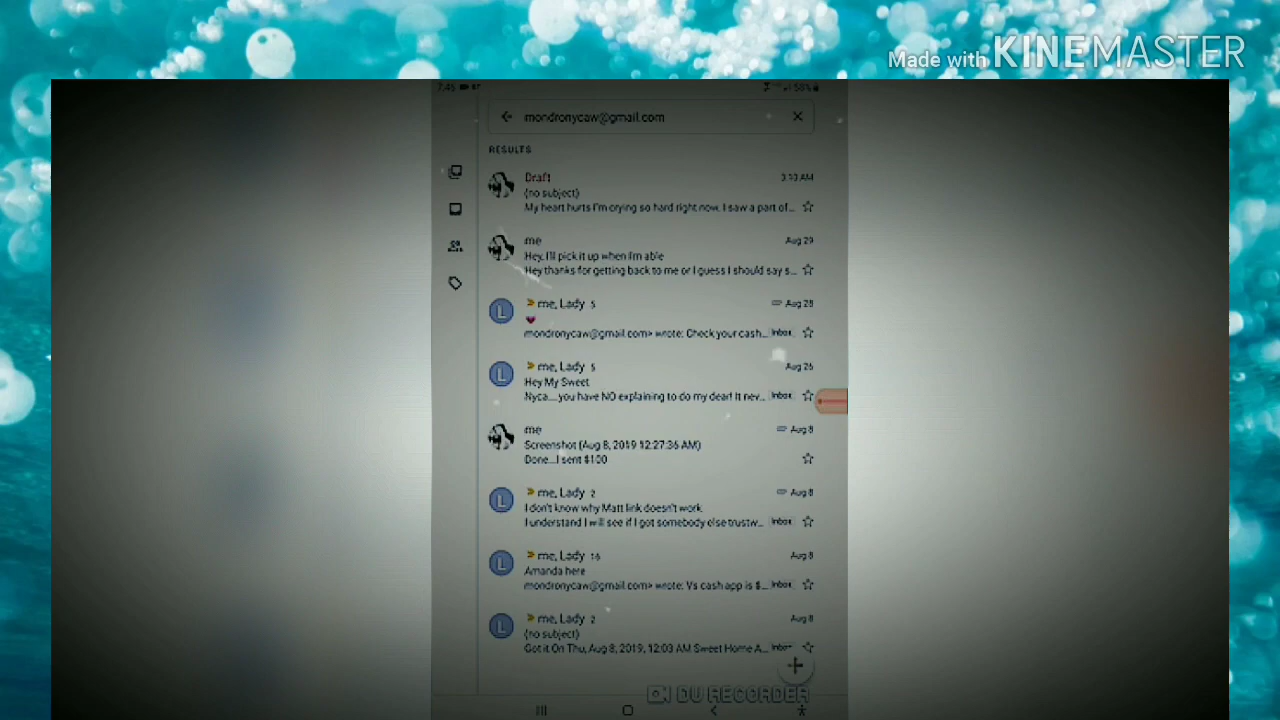 Made with KINEMASTER
7:45 58%
mondronycaw@gmail.com
RESULTS
Draft 3:13 AM
(no subject)
My heart hurts I'm crying so hard right now. I saw a part of...
me Aug 29
Hey. I'll pick it up when I'm able
Hey thanks for getting back to me or I guess I should say s...
me, Lady 5 Aug 28
mondronycaw@gmail.com> wrote: Check your cash... Inbox
me, Lady 5 Aug 26
Hey My Sweet
Nyca....you have NO explaining to do my dear! It nev... Inbox
me Aug 8
Screenshot (Aug 8, 2019 12:27:36 AM)
Done...I sent $100
me, Lady 2 Aug 8
I don't know why Matt link doesn't work
I understand I will see if I got somebody else trustw... Inbox
me, Lady 16 Aug 8
Amanda here
mondronycaw@gmail.com> wrote: Vs cash app is $... Inbox
me, Lady 2 Aug 8
(no subject)
Got it On Thu, Aug 8, 2019, 12:03 AM Sweet Home A... Inbox
DU RECORDER